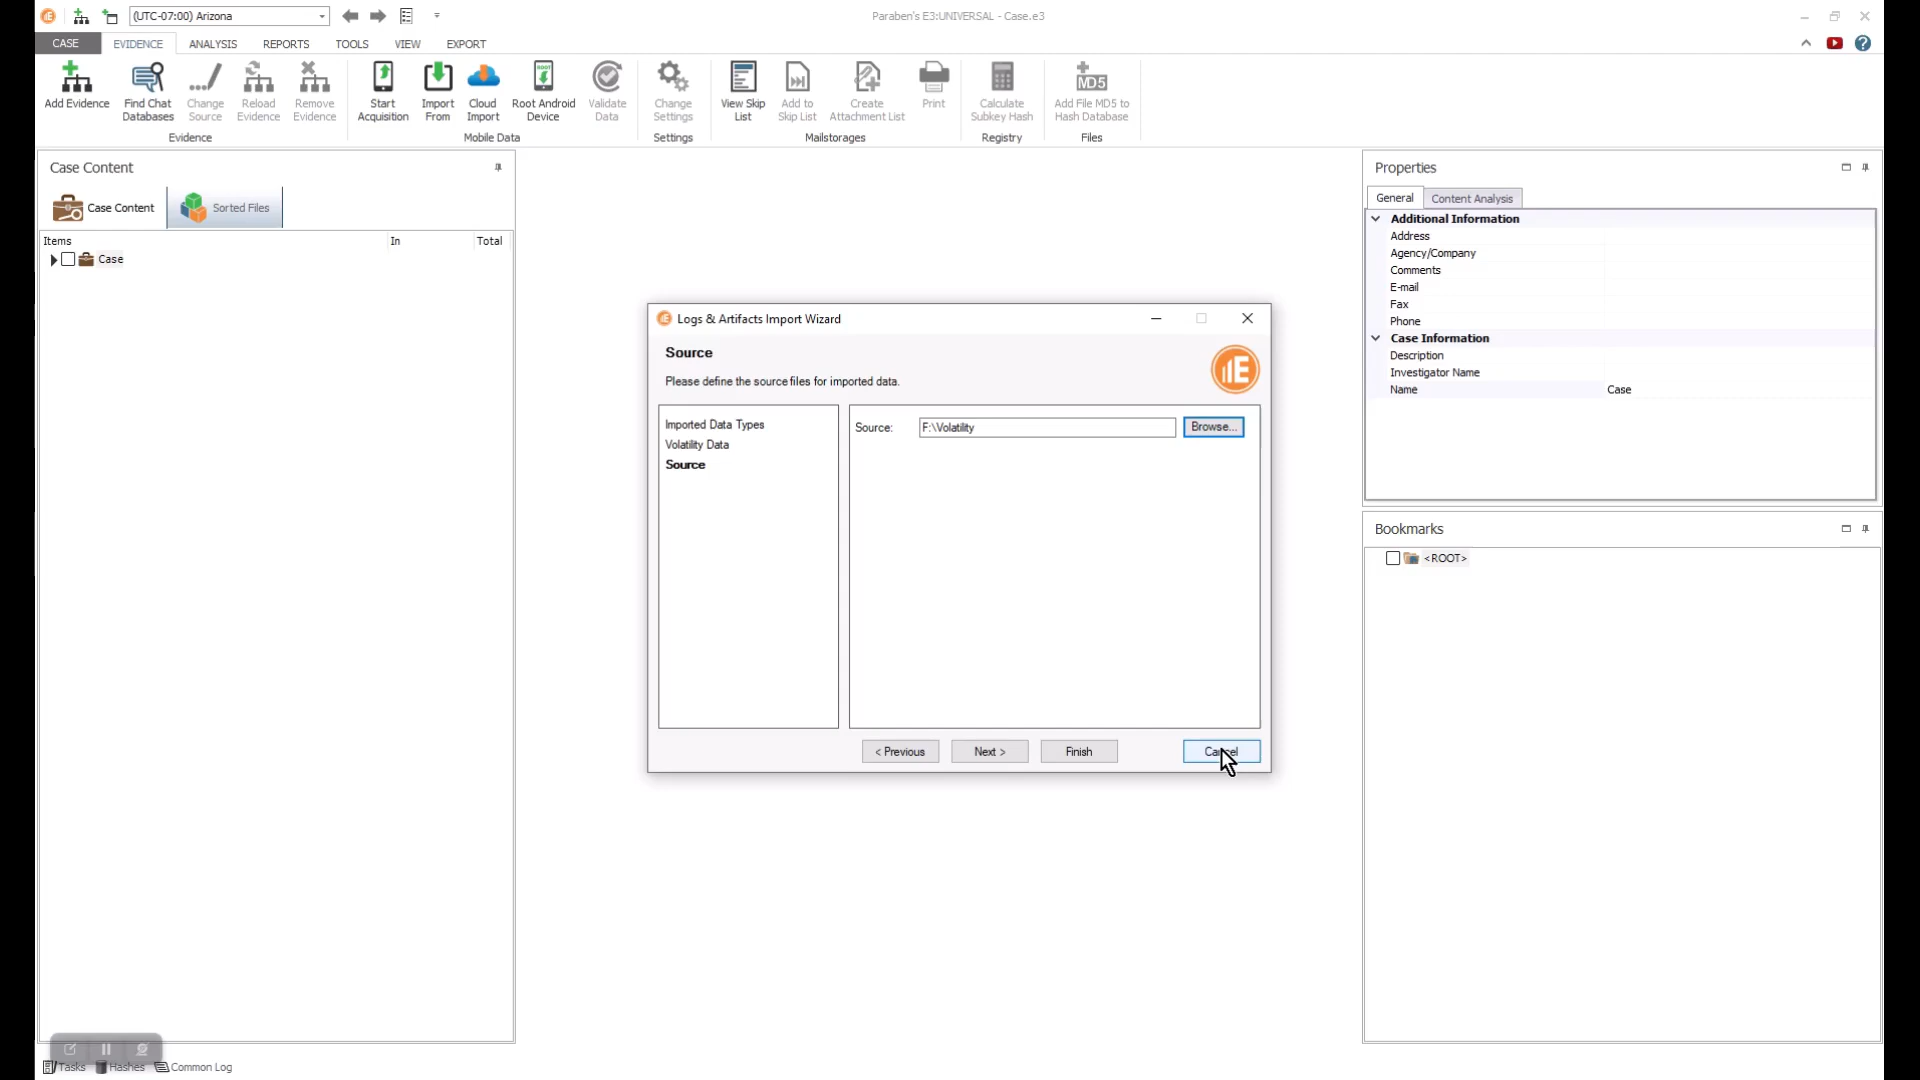 (UTC-07:00) Arizona
Paraben's E3:UNIVERSAL - Case.e3
CASE
EVIDENCE
ANALYSIS
REPORTS
TOOLS
VIEW
EXPORT
Add Evidence
Find Chat
Databases
Change
Source
Reload
Evidence
Remove
Evidence
Start
Acquisition
Import
From
Cloud
Import
ROOT
Root Android
Device
Validate
Data
Change
Settings
View Skip
List
Add to
Skip List
Create
Attachment List
Print
Calculate
Subkey Hash
MD5
Add File MD5 to
Hash Database
Evidence
Mobile Data
Settings
Mailstorages
Registry
Files
Case Content
Case Content
Sorted Files
Items
In
Total
Case
Logs & Artifacts Import Wizard
Source
Please define the source files for imported data.
Imported Data Types
Volatility Data
Source
Source:
F:\Volatility
Browse...
< Previous
Next >
Finish
Cancel
Properties
General
Content Analysis
Additional Information
Address
Agency/Company
Comments
E-mail
Fax
Phone
Case Information
Description
Investigator Name
Name
Case
Bookmarks
<ROOT>
Tasks
Hashes
Common Log